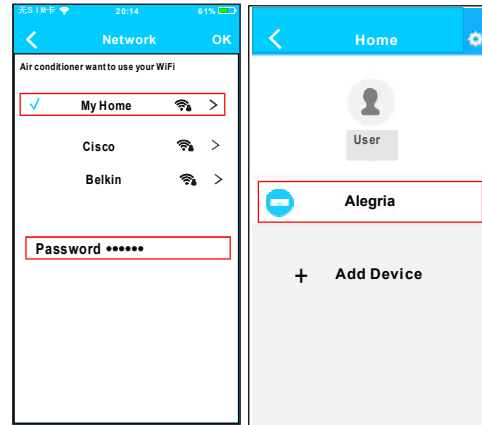 无SIM卡 20:14 61%
Network OK
Air conditioner want to use your WiFi
My Home
Cisco
Belkin
Password ••••••
Home
User
Alegria
+ Add Device